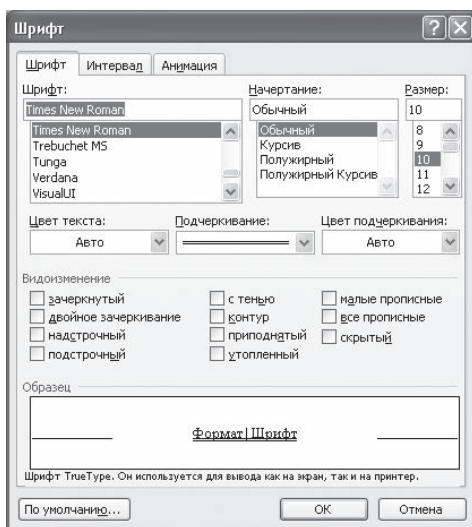 Шрифт
Шрифт Интервал Анимация
Шрифт: Начертание: Размер:
Times New Roman Обычный 10
Times New Roman Обычный 8
Trebuchet MS Курсив 9
Tunga Полужирный 10
Verdana Полужирный Курсив 11
VisualUI 12
Цвет текста: Подчеркивание: Цвет подчеркивания:
Авто Авто
Видоизменение
зачеркнутый с тенью малые прописные
двойное зачеркивание контур все прописные
надстрочный приподнятый скрытый
подстрочный утопленный
Образец
Формат|Шрифт
Шрифт TrueType. Он используется для вывода как на экран, так и на принтер.
По умолчанию... ОК Отмена